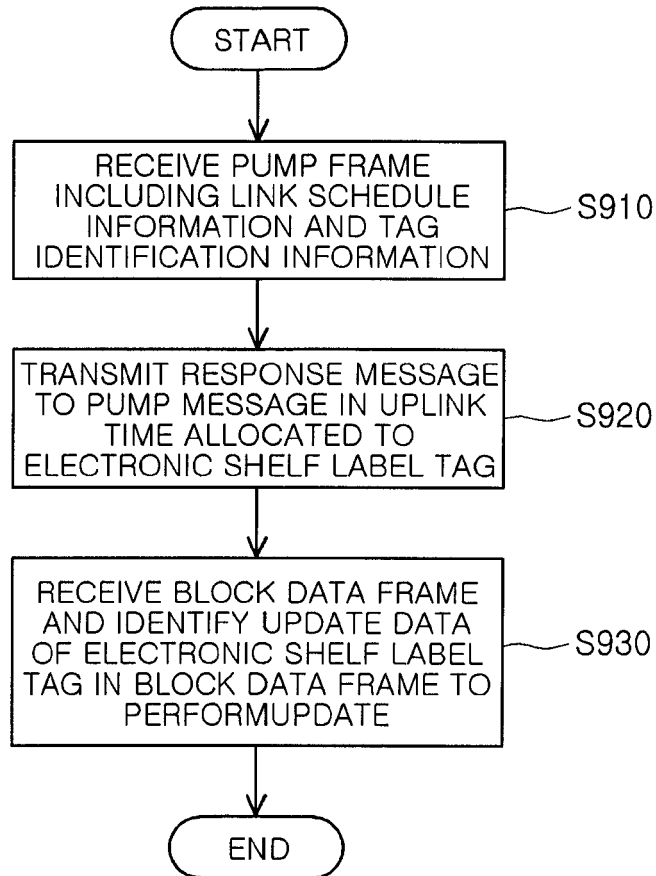 START
RECEIVE PUMP FRAME
INCLUDING LINK SCHEDULE
INFORMATION AND TAG
IDENTIFICATION INFORMATION
S910
TRANSMIT RESPONSE MESSAGE
TO PUMP MESSAGE IN UPLINK
TIME ALLOCATED TO
ELECTRONIC SHELF LABEL TAG
S920
RECEIVE BLOCK DATA FRAME
AND IDENTIFY UPDATE DATA
OF ELECTRONIC SHELF LABEL
TAG IN BLOCK DATA FRAME TO
PERFORMUPDATE
S930
END